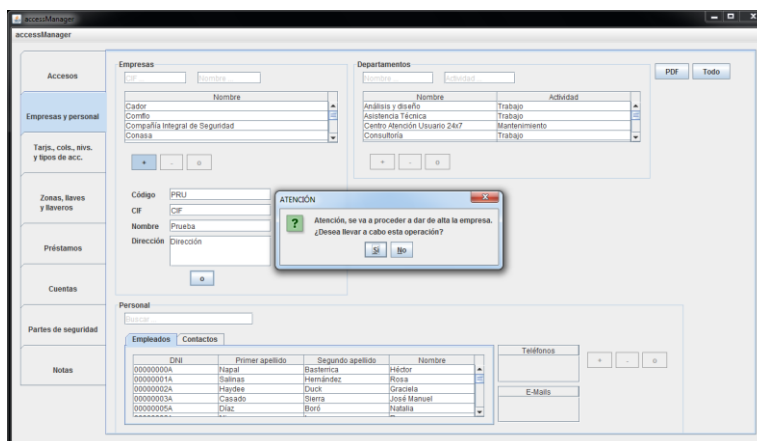 accessManager
accessManager
Accesos
Empresas y personal
Tarjs., cols., nivs.
y tipos de acc.
Zonas, llaves
y llaveros
Préstamos
Cuentas
Partes de seguridad
Notas
Empresas
CIF ...
Nombre ...
Nombre
Cador
Comflo
Compañía Integral de Seguridad
Conasa
+ - o
Código PRU
CIF CIF
Nombre Prueba
Dirección Dirección
o
Departamentos
Nombre ...
Actividad ...
Nombre Actividad
Análisis y diseño Trabajo
Asistencia Técnica Trabajo
Centro Atención Usuario 24x7 Mantenimiento
Consultoría Trabajo
+ - o
PDF Todo
ATENCIÓN
Atención, se va a proceder a dar de alta la empresa.
¿Desea llevar a cabo esta operación?
Sí No
Personal
Buscar...
Empleados Contactos
DNI Primer apellido Segundo apellido Nombre
00000000A Napal Basterrica Héctor
00000001A Salinas Hernández Rosa
00000002A Haydee Duck Graciela
00000003A Casado Sierra José Manuel
00000005A Díaz Boró Natalia
Teléfonos
E-Mails
+ - o